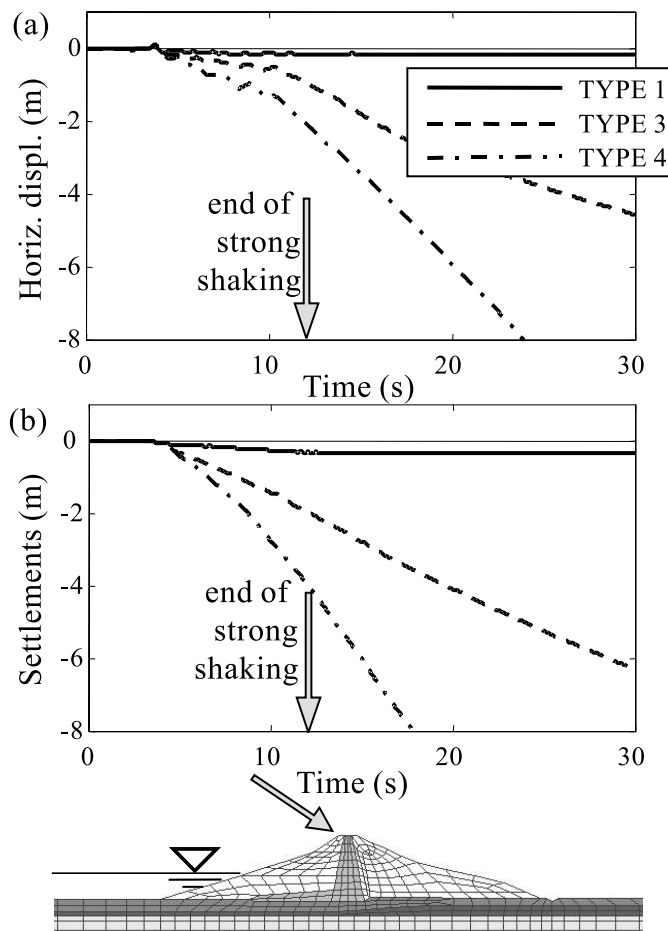 (a)
0
-2
-4
-6
-8
Horiz. displ. (m)
TYPE 1
TYPE 3
TYPE 4
end of
strong
shaking
0
10
20
30
Time (s)
(b)
0
-2
-4
-6
-8
Settlements (m)
end of
strong
shaking
0
10
20
30
Time (s)